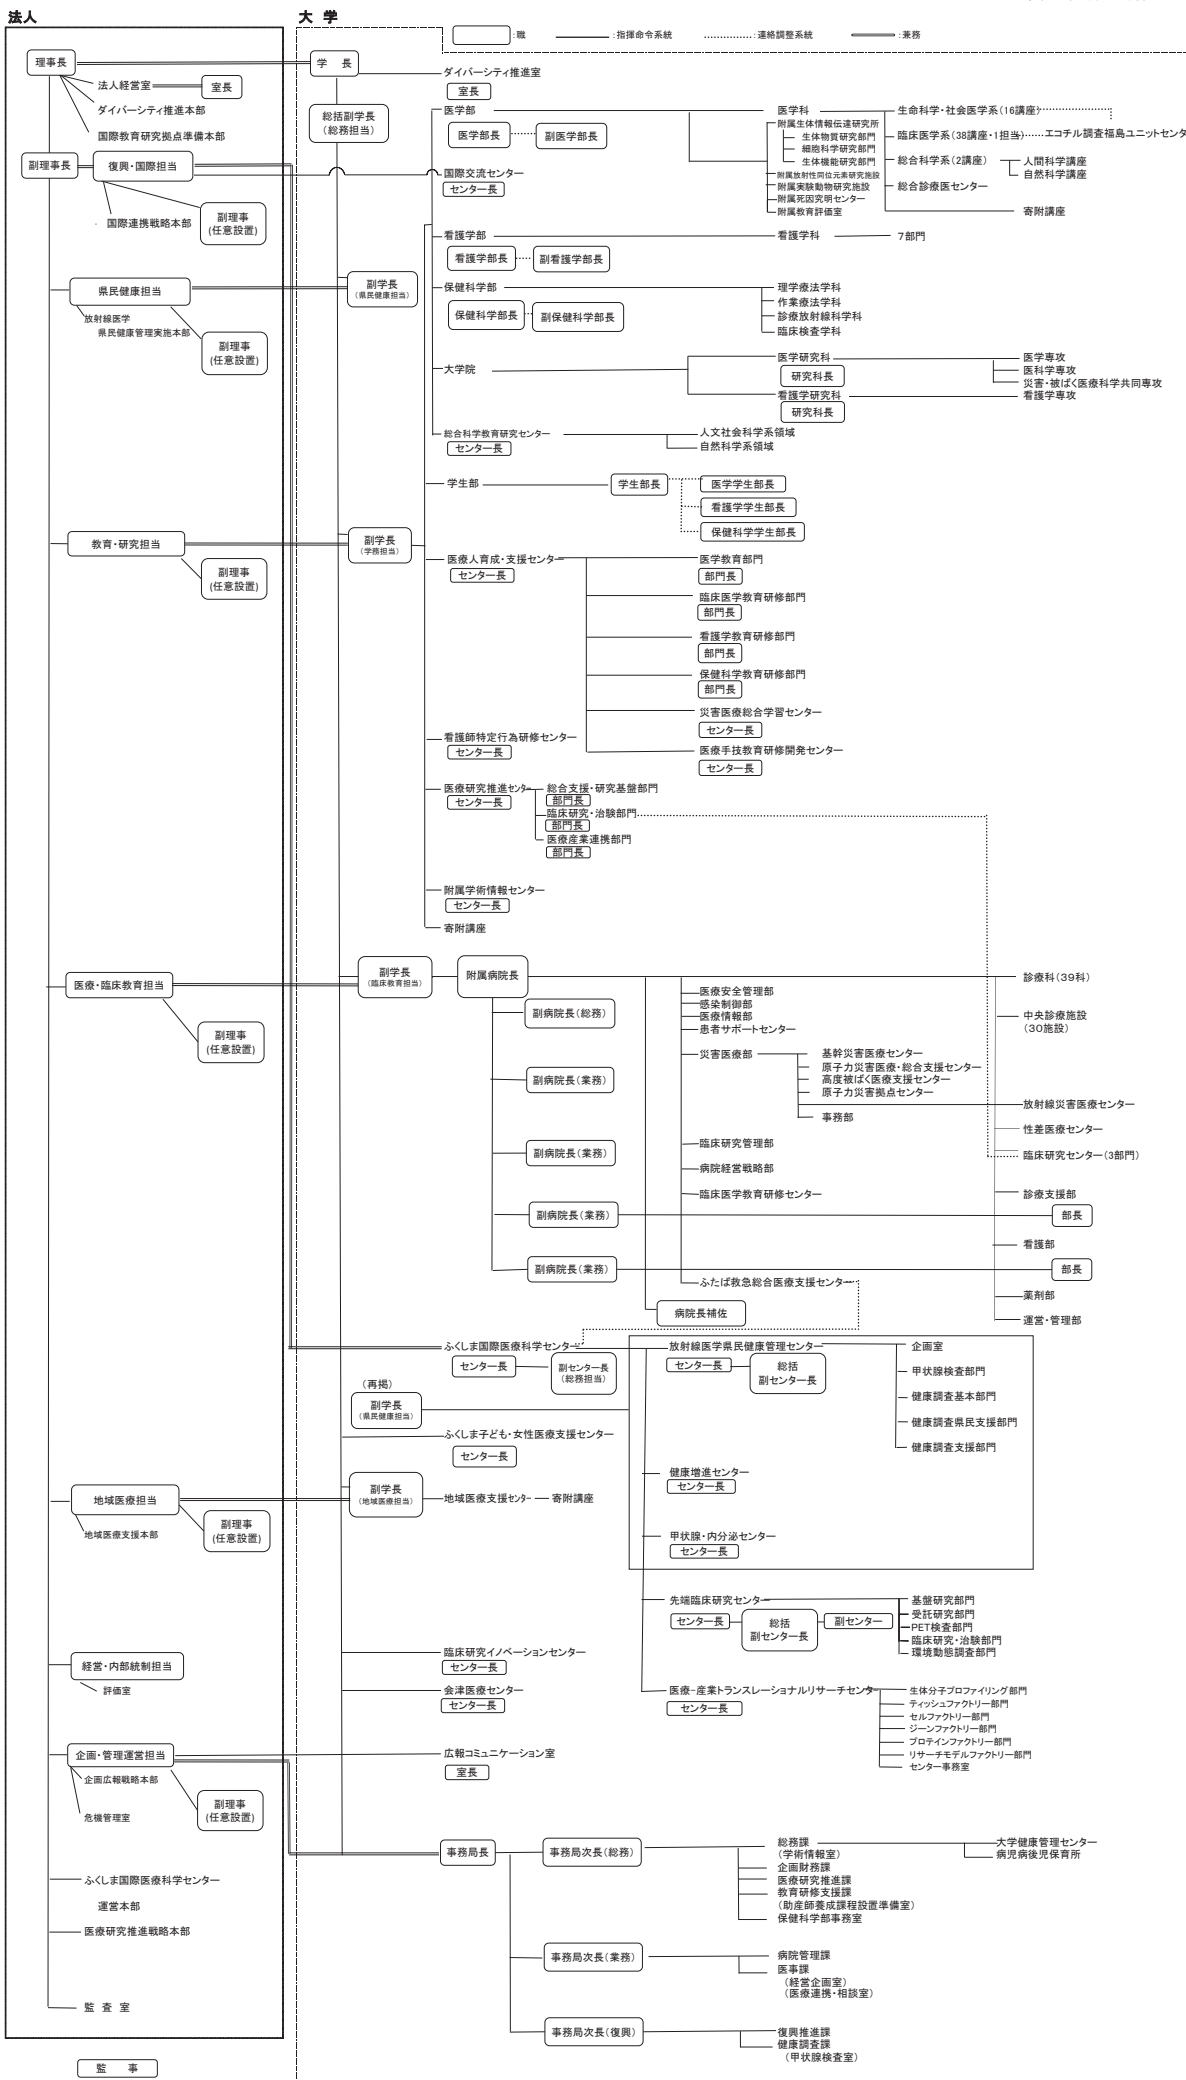 法人
大 学
:職
:指揮命令系統
:連絡調整系統
:兼務
理事長
学 長
法人経営室
室長
ダイバーシティ推進本部
国際教育研究拠点準備本部
ダイバーシティ推進室
室長
総括副学長
(総務担当)
副理事長
復興・国際担当
国際連携戦略本部
副理事
(任意設置)
医学部
医学部長
副医学部長
医学科
附属生体情報伝達研究所
生体物質研究部門
細胞科学研究部門
生体機能研究部門
附属放射性同位元素研究施設
附属実験動物研究施設
附属死因究明センター
附属教育評価室
生命科学・社会医学系(16講座)
臨床医学系(38講座・1担当)
エコチル調査福島ユニットセンタ
総合科学系(2講座)
人間科学講座
自然科学講座
総合診療医センター
寄附講座
国際交流センター
センター長
看護学部
看護学部長
副看護学部長
看護学科
7部門
県民健康担当
放射線医学
県民健康管理実施本部
副理事
(任意設置)
副学長
(県民健康担当)
保健科学部
保健科学部長
副保健科学部長
理学療法学科
作業療法学科
診療放射線科学科
臨床検査学科
大学院
医学研究科
研究科長
医学専攻
医科学専攻
災害・被ばく医療科学共同専攻
看護学研究科
研究科長
看護学専攻
総合科学教育研究センター
センター長
人文社会科学系領域
自然科学系領域
学生部
学生部長
医学学生部長
看護学学生部長
保健科学学生部長
教育・研究担当
副理事
(任意設置)
副学長
(学務担当)
医療人育成・支援センター
センター長
医学教育部門
部門長
臨床医学教育研修部門
部門長
看護学教育研修部門
部門長
保健科学教育研修部門
部門長
災害医療総合学習センター
センター長
医療手技教育研修開発センター
センター長
看護師特定行為研修センター
センター長
医療研究推進センター
センター長
総合支援・研究基盤部門
部門長
臨床研究・治験部門
部門長
医療産業連携部門
部門長
附属学術情報センター
センター長
寄附講座
医療・臨床教育担当
副理事
(任意設置)
副学長
(臨床教育担当)
附属病院長
副病院長(総務)
副病院長(業務)
副病院長(業務)
副病院長(業務)
副病院長(業務)
医療安全管理部
感染制御部
医療情報部
患者サポートセンター
災害医療部
基幹災害医療センター
原子力災害医療・総合支援センター
高度被ばく医療支援センター
原子力災害拠点センター
事務部
臨床研究管理部
病院経営戦略部
臨床医学教育研修センター
ふたば救急総合医療支援センター
病院長補佐
診療科(39科)
中央診療施設
(30施設)
放射線災害医療センター
性差医療センター
臨床研究センター(3部門)
診療支援部
部長
看護部
部長
薬剤部
運営・管理部
ふくしま国際医療科学センター
センター長
副センター長
(総務担当)
(再掲)
副学長
(県民健康担当)
放射線医学県民健康管理センター
センター長
総括
副センター長
企画室
甲状腺検査部門
健康調査基本部門
健康調査県民支援部門
健康調査支援部門
健康増進センター
センター長
甲状腺・内分泌センター
センター長
ふくしま子ども・女性医療支援センター
センター長
地域医療担当
地域医療支援本部
副理事
(任意設置)
副学長
(地域医療担当)
地域医療支援センター
寄附講座
先端臨床研究センター
センター長
総括
副センター長
副センター
基盤研究部門
受託研究部門
PET検査部門
臨床研究・治験部門
環境動態調査部門
医療-産業トランスレーショナルリサーチセンター
センター長
生体分子プロファイリング部門
ティッシュファクトリー部門
セルファクトリー部門
ジーンファクトリー部門
プロテインファクトリー部門
リサーチモデルファクトリー部門
センター事務室
臨床研究イノベーションセンター
センター長
会津医療センター
センター長
経営・内部統制担当
評価室
企画・管理運営担当
企画広報戦略本部
危機管理室
副理事
(任意設置)
広報コミュニケーション室
室長
事務局長
事務局次長(総務)
総務課
(学術情報室)
企画財務課
医療研究推進課
教育研修支援課
(助産師養成課程設置準備室)
保健科学部事務室
大学健康管理センター
病児病後児保育所
事務局次長(業務)
病院管理課
医事課
(経営企画室)
(医療連携・相談室)
事務局次長(復興)
復興推進課
健康調査課
(甲状腺検査室)
ふくしま国際医療科学センター
運営本部
医療研究推進戦略本部
監 査 室
監 事